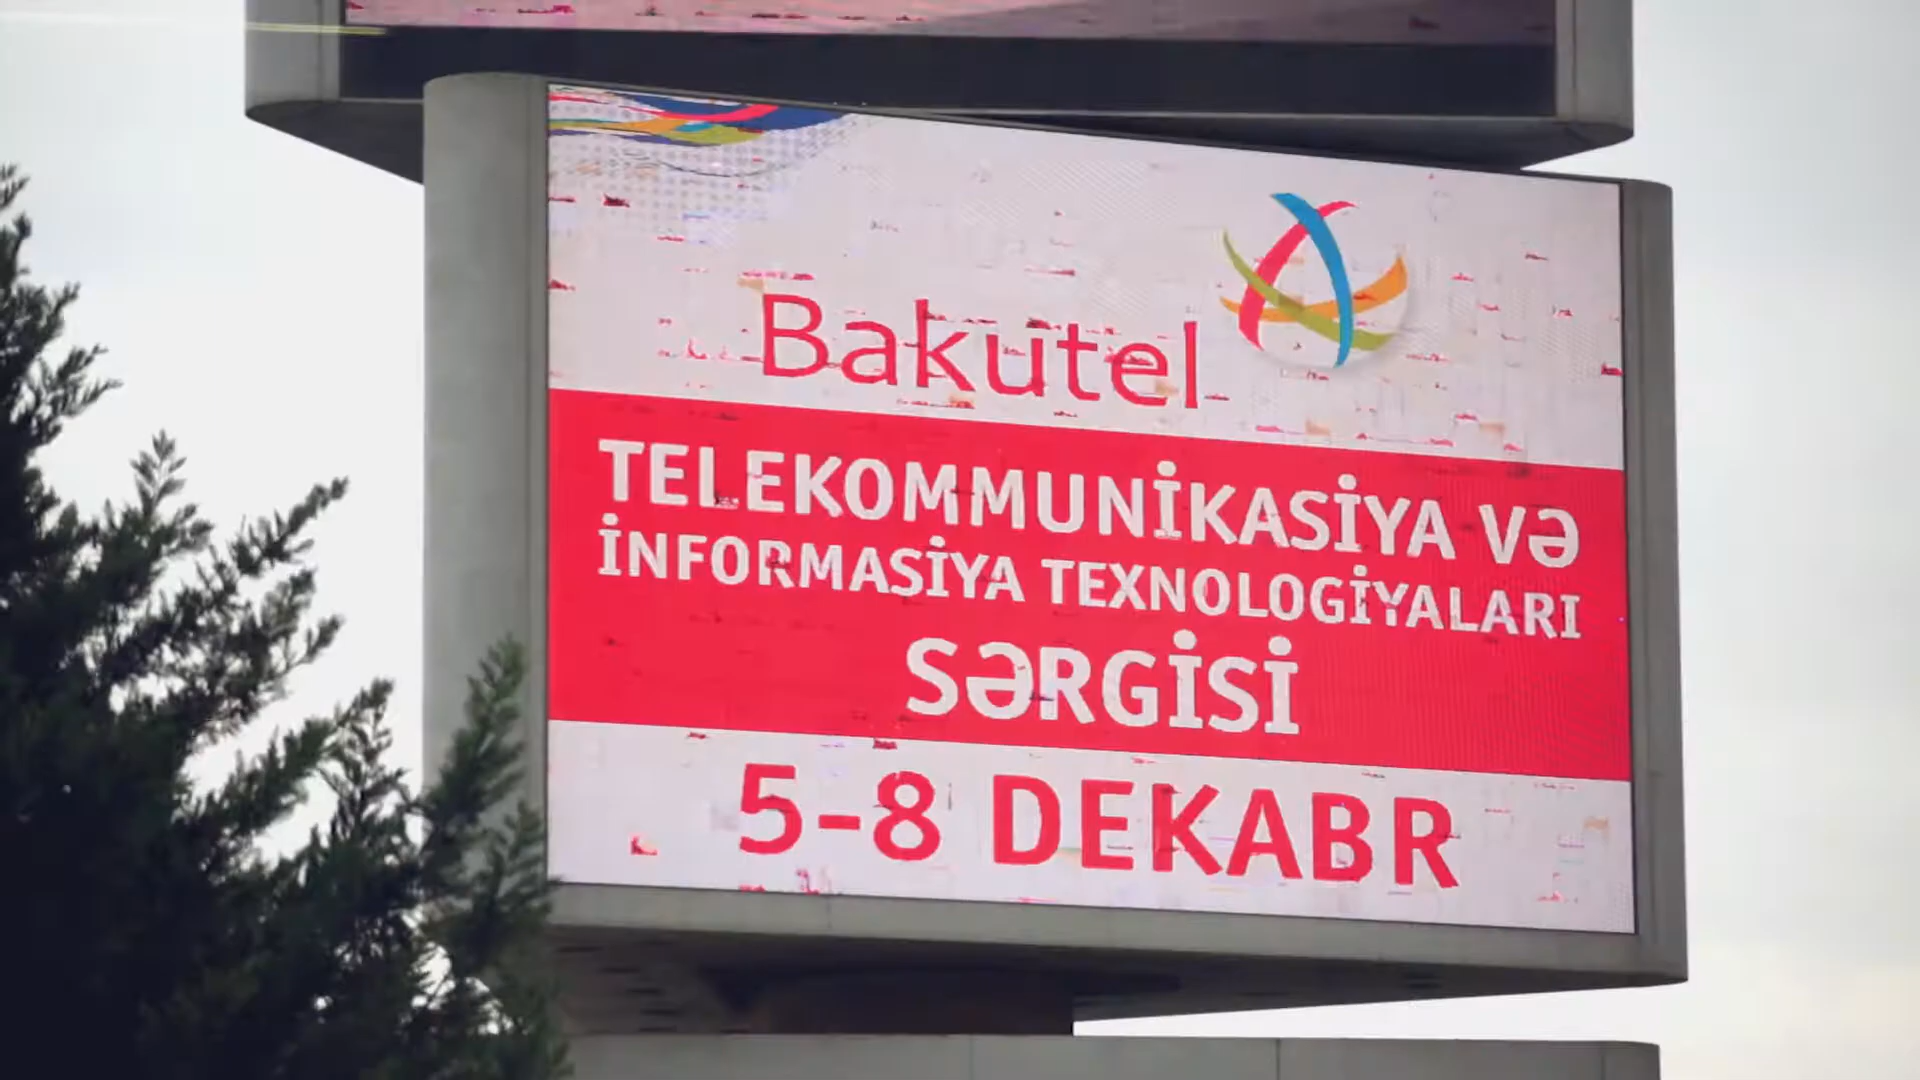 Bakutel
TELEKOMMUNİKASİYA VƏ
İNFORMASİYA TEXNOLOGİYALARI
SƏRGİSİ
5-8 DEKABR